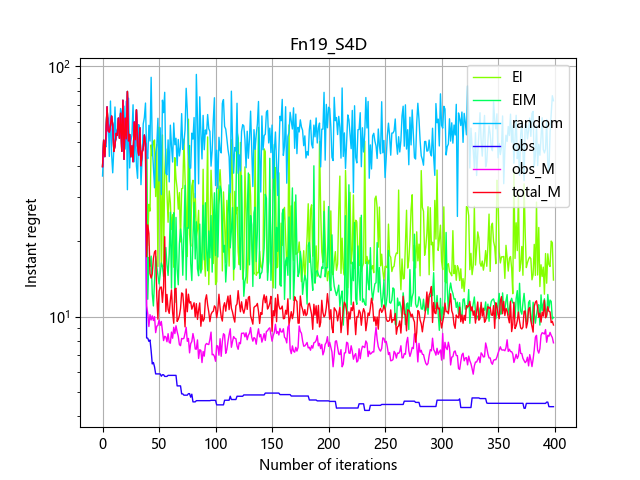 Fn19_S4D
Instant regret
10²
10¹
EI
EIM
random
obs
obs_M
total_M
0 50 100 150 200 250 300 350 400
Number of iterations